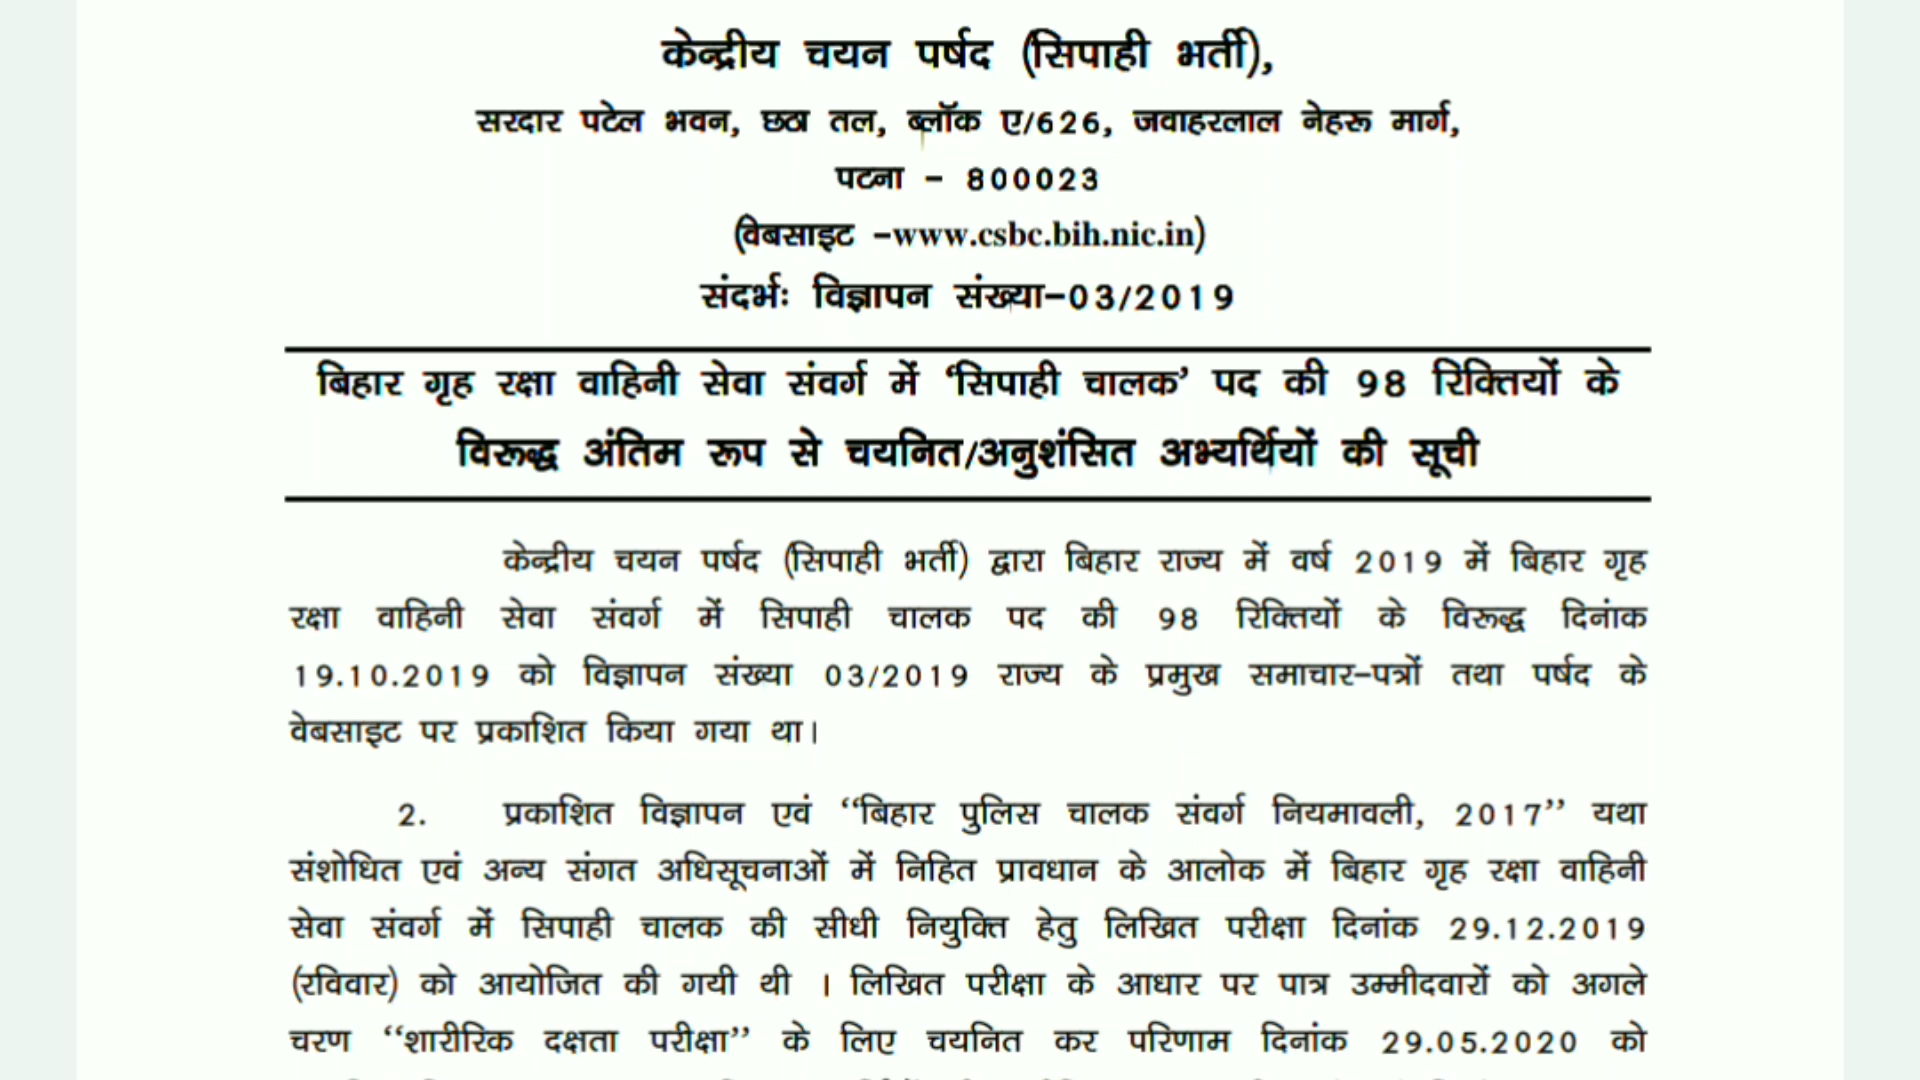 केन्द्रीय चयन पर्षद (सिपाही भर्ती),
सरदार पटेल भवन, छठा तल, ब्लॉक ए/626, जवाहरलाल नेहरू मार्ग,
पटना - 800023
(वेबसाइट -www.csbc.bih.nic.in)
संदर्भः विज्ञापन संख्या-03/2019
बिहार गृह रक्षा वाहिनी सेवा संवर्ग में ‘सिपाही चालक’ पद की 98 रिक्तियों के
विरूद्ध अंतिम रूप से चयनित/अनुशंसित अभ्यर्थियों की सूची
केन्द्रीय चयन पर्षद (सिपाही भर्ती) द्वारा बिहार राज्य में वर्ष 2019 में बिहार गृह
रक्षा वाहिनी सेवा संवर्ग में सिपाही चालक पद की 98 रिक्तियों के विरूद्ध दिनांक
19.10.2019 को विज्ञापन संख्या 03/2019 राज्य के प्रमुख समाचार-पत्रों तथा पर्षद के
वेबसाइट पर प्रकाशित किया गया था।
2. प्रकाशित विज्ञापन एवं ‘‘बिहार पुलिस चालक संवर्ग नियमावली, 2017’’ यथा
संशोधित एवं अन्य संगत अधिसूचनाओं में निहित प्रावधान के आलोक में बिहार गृह रक्षा वाहिनी
सेवा संवर्ग में सिपाही चालक की सीधी नियुक्ति हेतु लिखित परीक्षा दिनांक 29.12.2019
(रविवार) को आयोजित की गयी थी । लिखित परीक्षा के आधार पर पात्र उम्मीदवारों को अगले
चरण ‘‘शारीरिक दक्षता परीक्षा’’ के लिए चयनित कर परिणाम दिनांक 29.05.2020 को